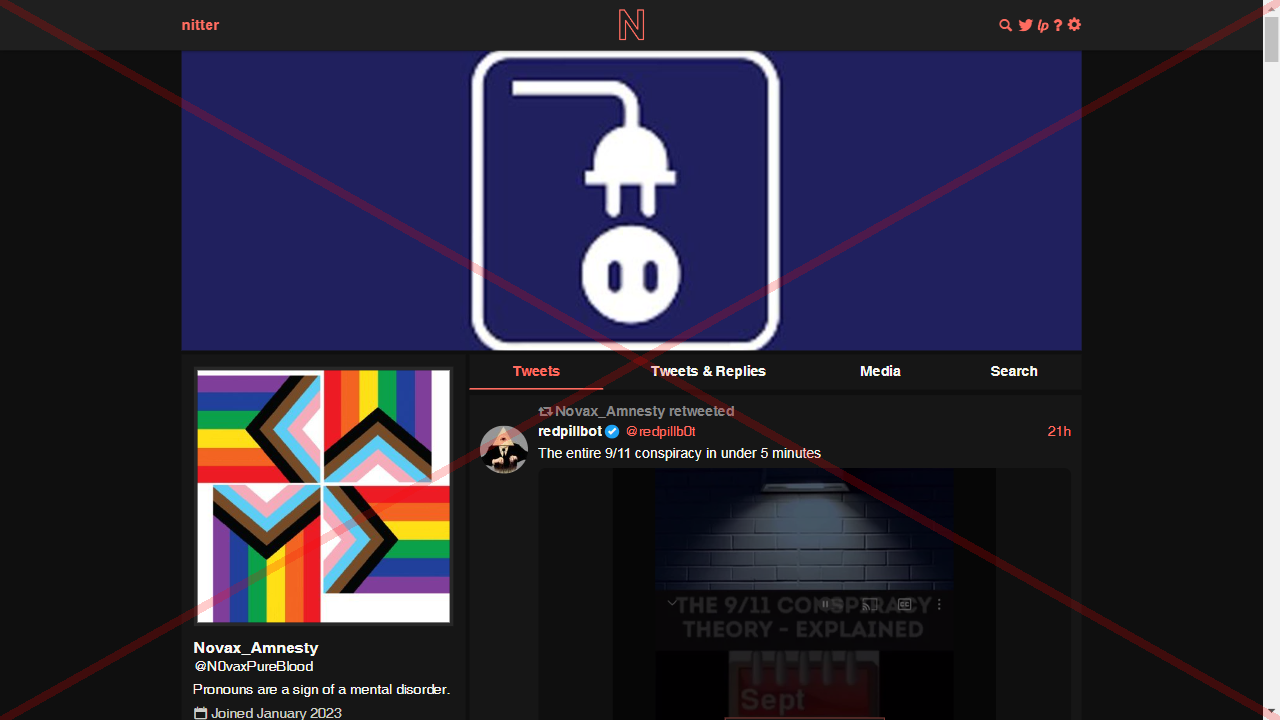 nitter
N
lp ?
Tweets
Tweets & Replies
Media
Search
Novax_Amnesty retweeted
redpillbot @redpillb0t 21h
The entire 9/11 conspiracy in under 5 minutes
THE 9/11 CONSPIRACY
THEORY - EXPLAINED
Sept
Novax_Amnesty
@N0vaxPureBlood
Pronouns are a sign of a mental disorder.
Joined January 2023